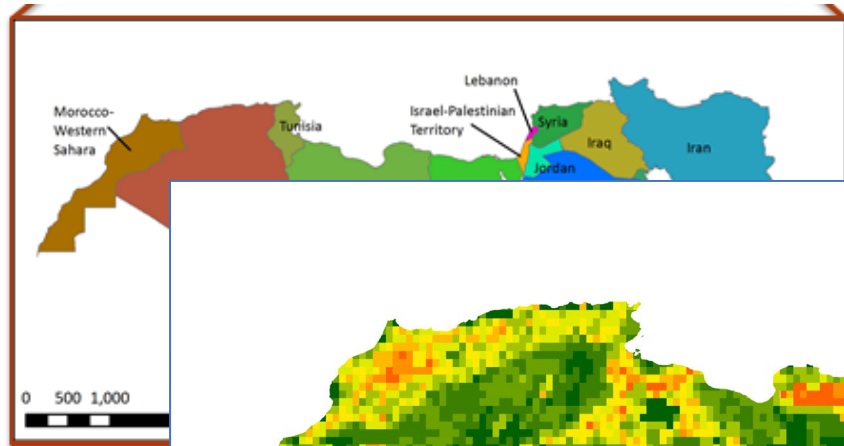 Lebanon
Morocco-
Western
Sahara
Israel-Palestinian
Territory
Tunisia
Syria
Iraq
Iran
Jordan
0 500 1,000